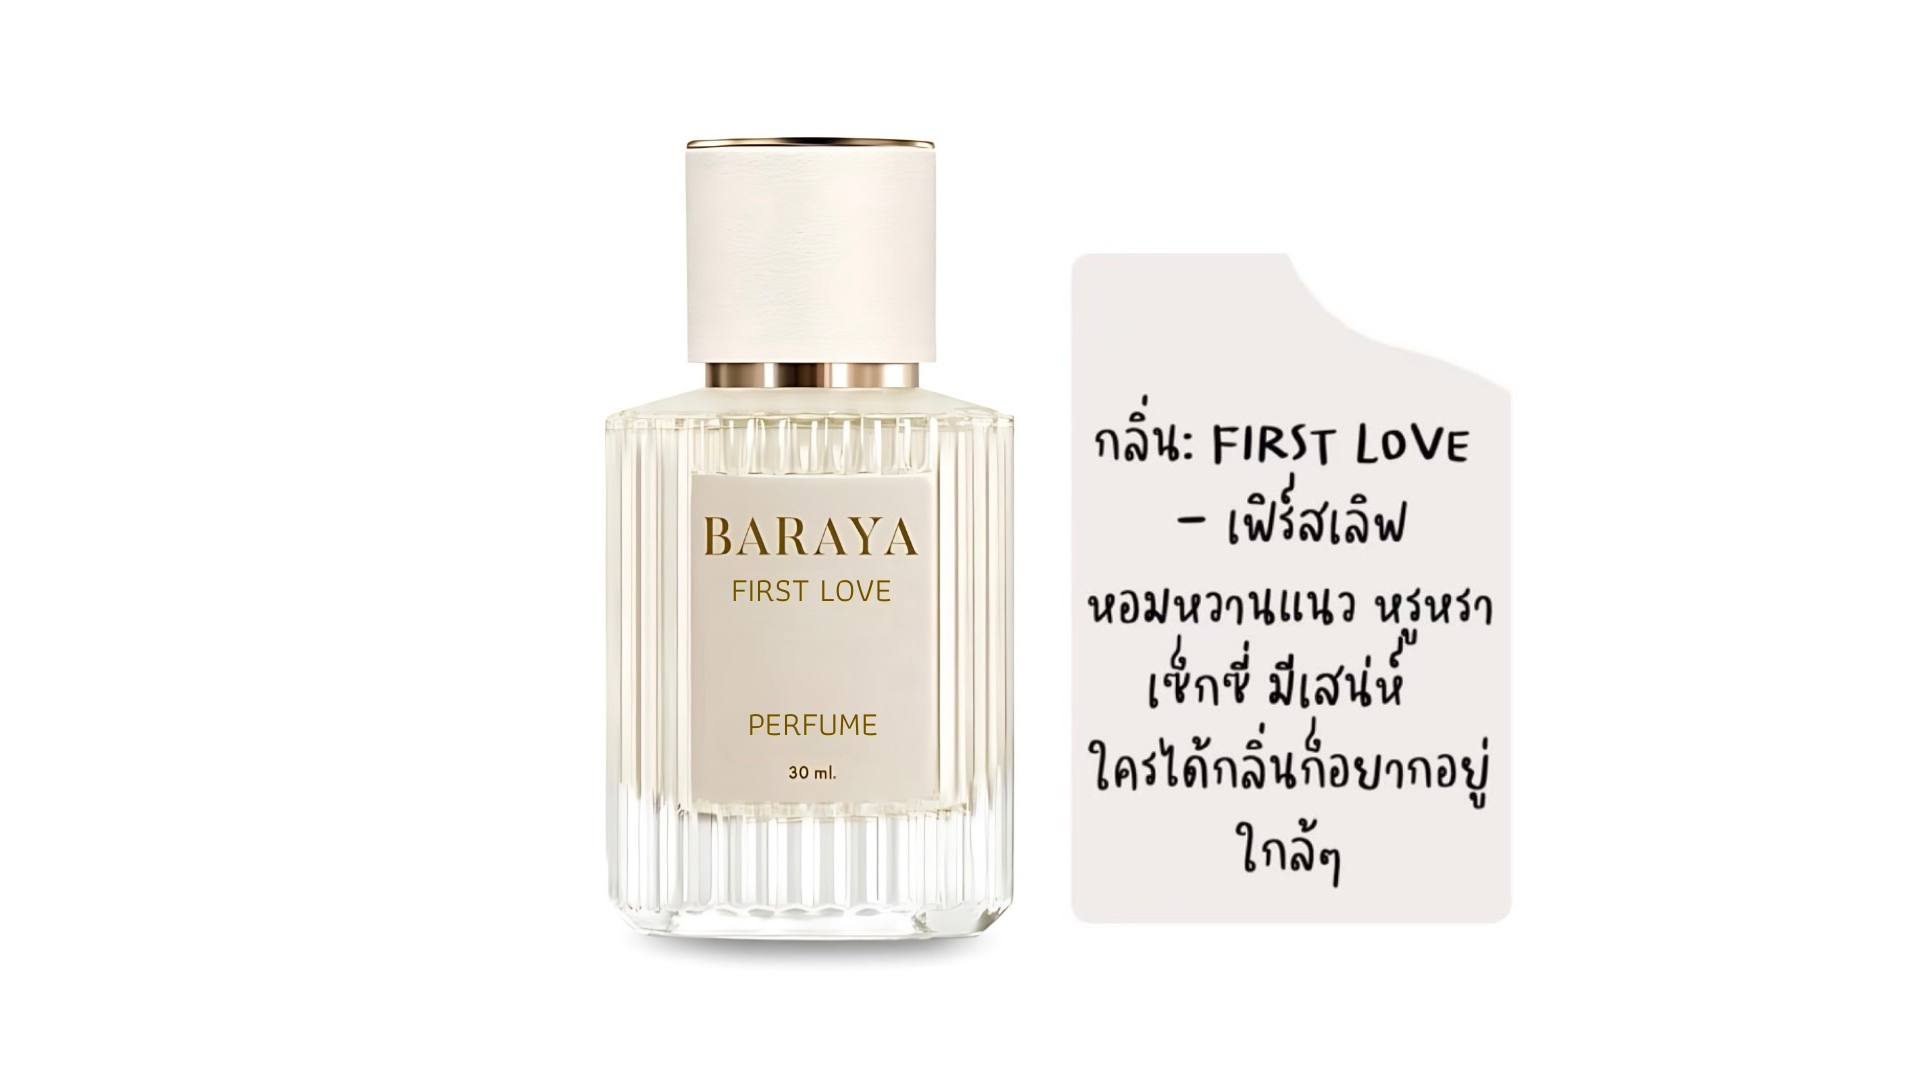 BARAYA
FIRST LOVE
PERFUME
30 ml.
กลิ่น: FIRST LOVE
- เฟิร์สเลิฟ
หอมหวานแนว หรูหรา
เซ็กซี่ มีเสน่ห์
ใครได้กลิ่นก็อยากอยู่
ใกล้ๆ